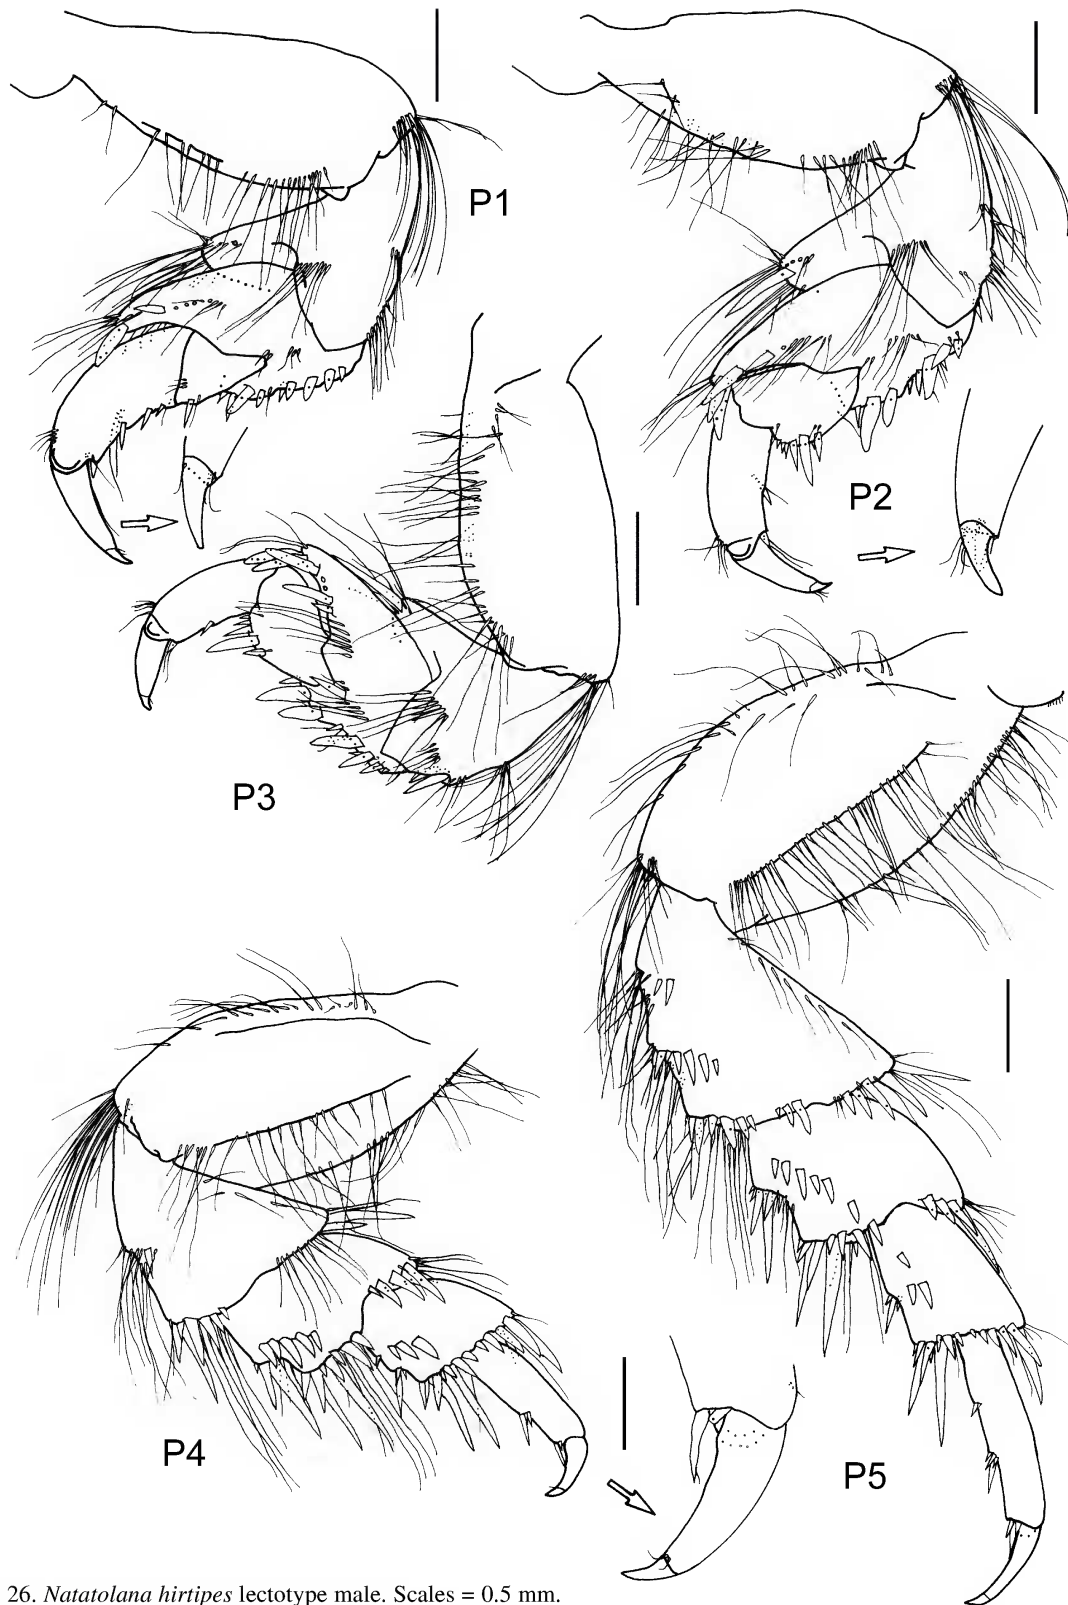 P1
P2
P3
P4
P5
26. Natatolana hirtipes lectotype male. Scales = 0.5 mm.